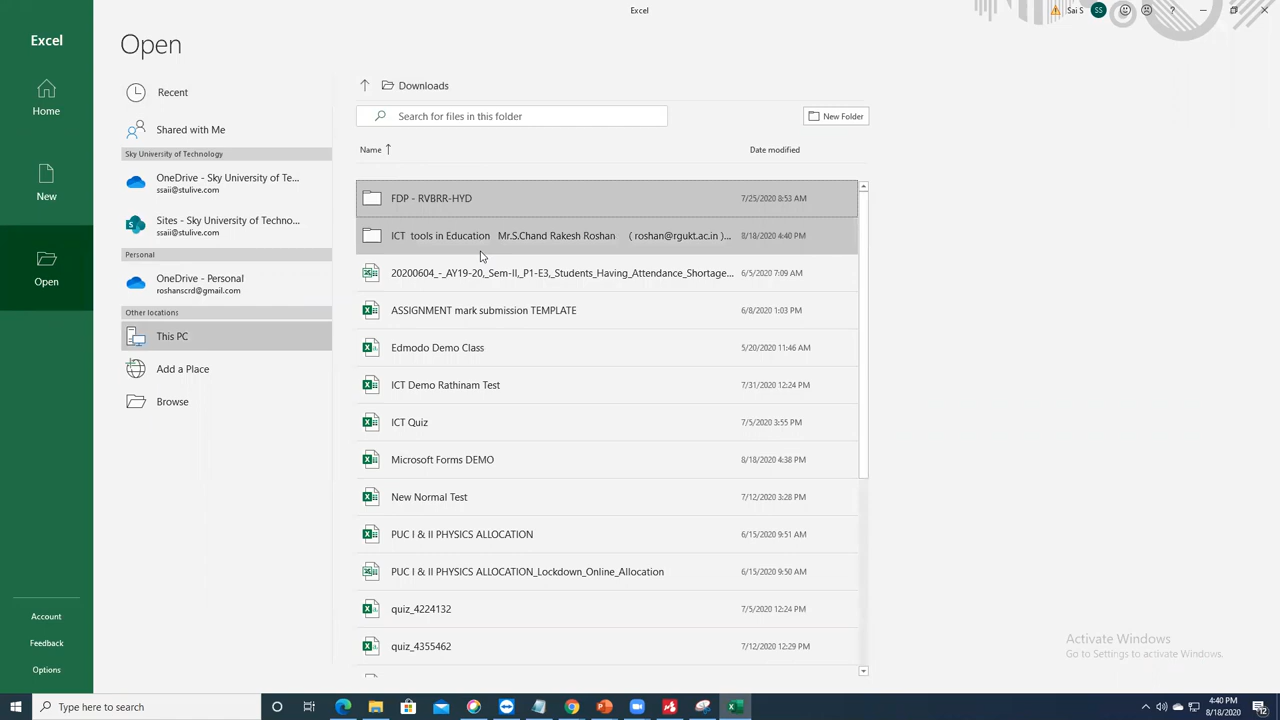 Excel
Sai S
SS
?
Excel
Open
Home
New
Open
Recent
Shared with Me
Sky University of Technology
OneDrive - Sky University of Te...
ssaii@stulive.com
Sites - Sky University of Techno...
ssaii@stulive.com
Personal
OneDrive - Personal
roshanscrd@gmail.com
Other locations
This PC
Add a Place
Browse
Downloads
Search for files in this folder
New Folder
Name
Date modified
FDP - RVBRR-HYD 7/25/2020 8:53 AM
ICT tools in Education Mr.S.Chand Rakesh Roshan ( roshan@rgukt.ac.in )... 8/18/2020 4:40 PM
20200604_-_AY19-20,_Sem-II,_P1-E3,_Students_Having_Attendance_Shortage... 6/5/2020 7:09 AM
ASSIGNMENT mark submission TEMPLATE 6/8/2020 1:03 PM
Edmodo Demo Class 5/20/2020 11:46 AM
ICT Demo Rathinam Test 7/31/2020 12:24 PM
ICT Quiz 7/5/2020 3:55 PM
Microsoft Forms DEMO 8/18/2020 4:38 PM
New Normal Test 7/12/2020 3:28 PM
PUC I & II PHYSICS ALLOCATION 6/15/2020 9:51 AM
PUC I & II PHYSICS ALLOCATION_Lockdown_Online_Allocation 6/15/2020 9:50 AM
quiz_4224132 7/5/2020 12:24 PM
quiz_4355462 7/12/2020 12:29 PM
Account
Feedback
Options
Activate Windows
Go to Settings to activate Windows.
Type here to search
4:40 PM
8/18/2020
12